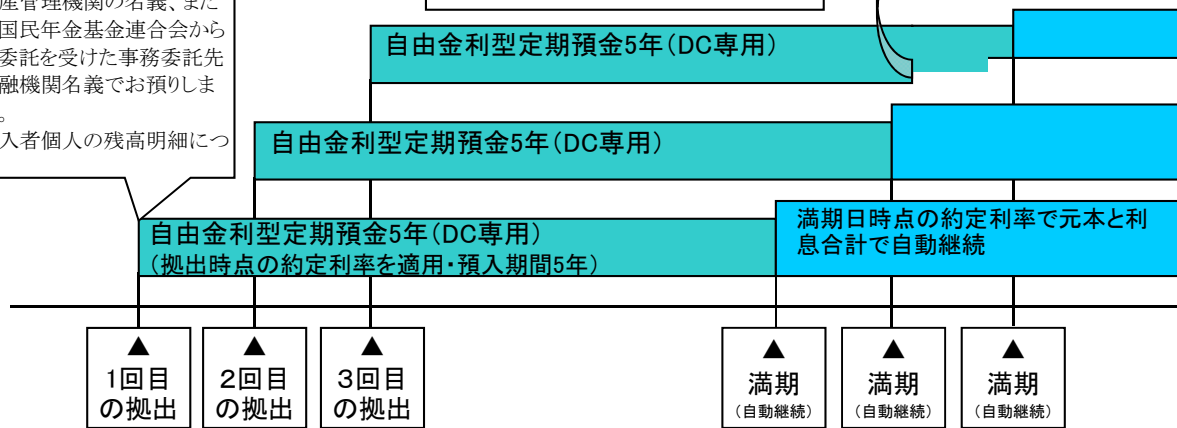 産管理機関の名義、また
国民年金基金連合会から
委託を受けた事務委託先
融機関名義でお預りしま
。
入者個人の残高明細につ
自由金利型定期預金5年(DC専用)
自由金利型定期預金5年(DC専用)
自由金利型定期預金5年(DC専用)
(拠出時点の約定利率を適用・預入期間5年)
満期日時点の約定利率で元本と利
息合計で自動継続
▲
1回目
の拠出
▲
2回目
の拠出
▲
3回目
の拠出
▲
満期
(自動継続)
▲
満期
(自動継続)
▲
満期
(自動継続)